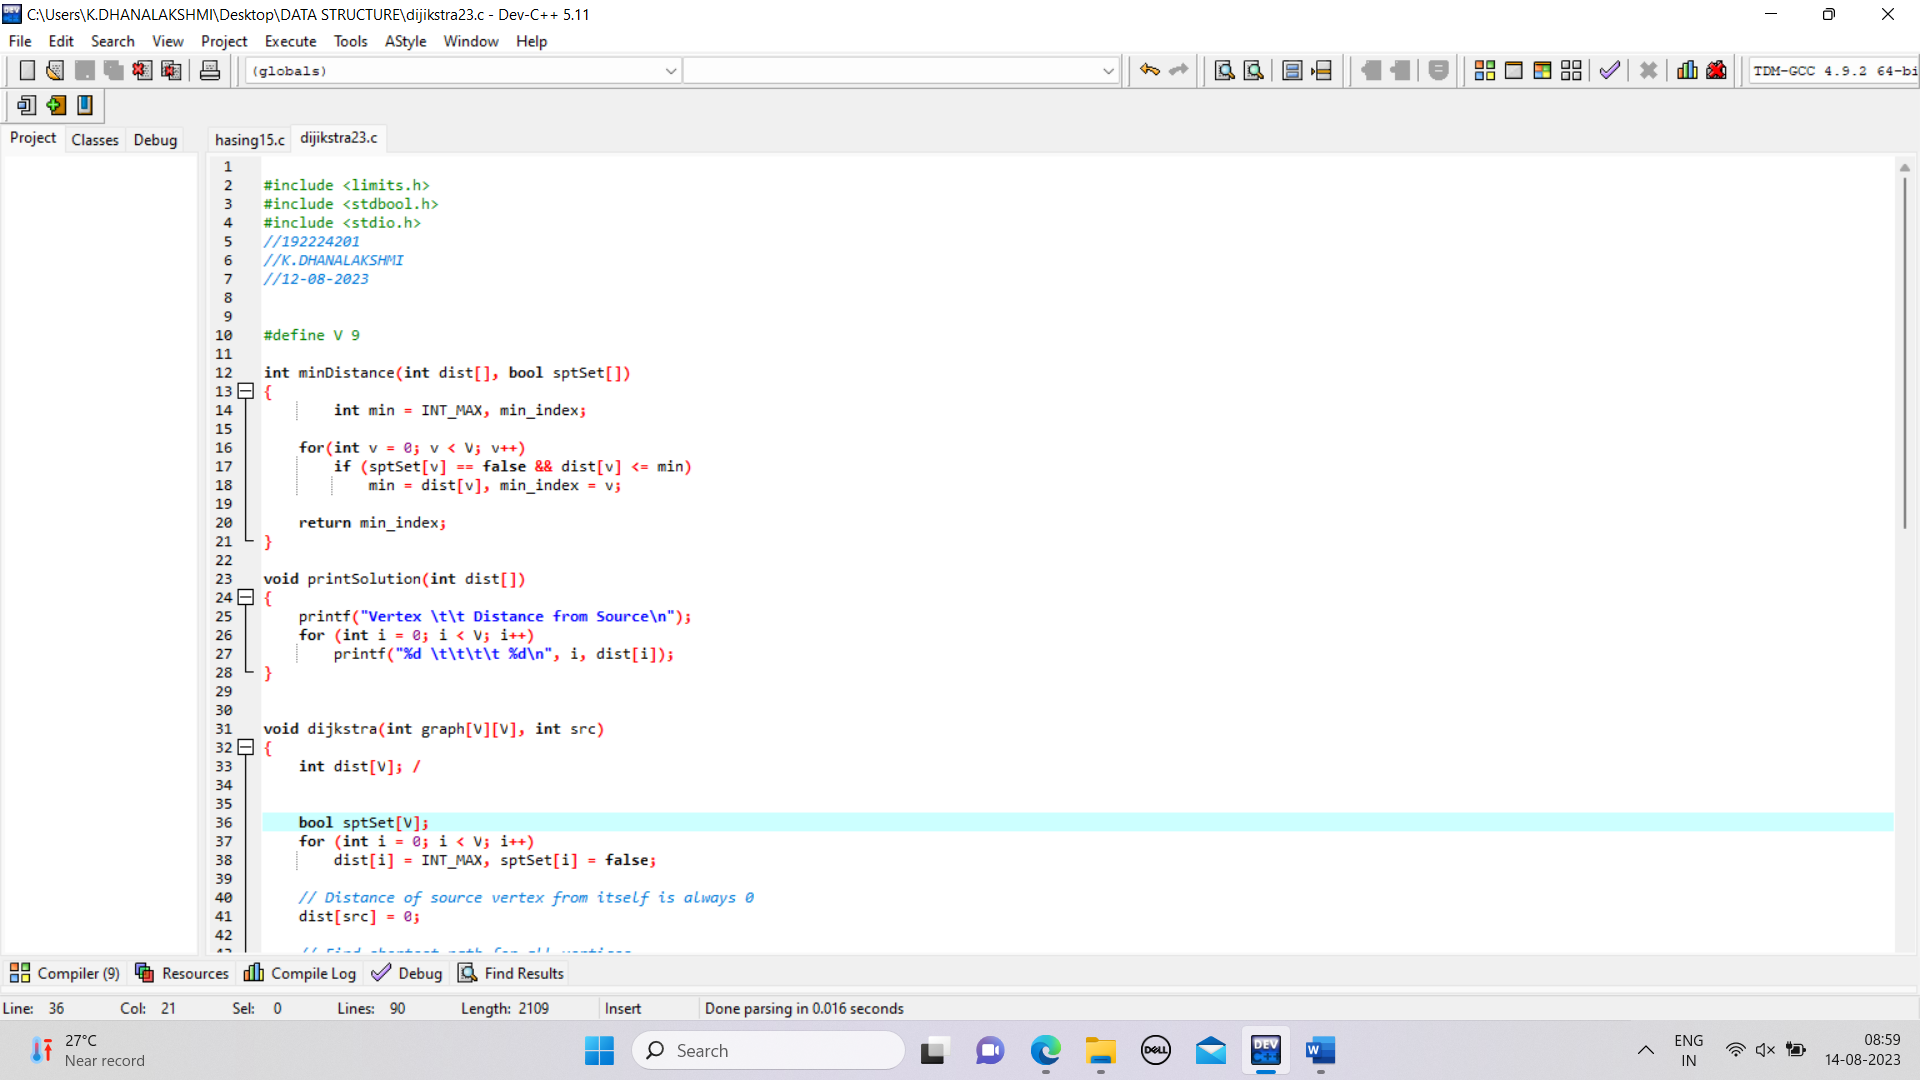 C:\Users\K.DHANALAKSHMI\Desktop\DATA STRUCTURE\dijikstra23.c - Dev-C++ 5.11
File Edit Search View Project Execute Tools AStyle Window Help
(globals)
TDM-GCC 4.9.2 64-bi
Project Classes Debug
hasing15.c dijikstra23.c
1
2 #include <limits.h>
3 #include <stdbool.h>
4 #include <stdio.h>
5 //192224201
6 //K.DHANALAKSHMI
7 //12-08-2023
8
9
10 #define V 9
11
12 int minDistance(int dist[], bool sptSet[])
13 {
14 int min = INT_MAX, min_index;
15
16 for(int v = 0; v < V; v++)
17 if (sptSet[v] == false && dist[v] <= min)
18 min = dist[v], min_index = v;
19
20 return min_index;
21 }
22
23 void printSolution(int dist[])
24 {
25 printf("Vertex \t\t Distance from Source\n");
26 for (int i = 0; i < V; i++)
27 printf("%d \t\t\t\t %d\n", i, dist[i]);
28 }
29
30
31 void dijkstra(int graph[V][V], int src)
32 {
33 int dist[V]; /
34
35
36 bool sptSet[V];
37 for (int i = 0; i < V; i++)
38 dist[i] = INT_MAX, sptSet[i] = false;
39
40 // Distance of source vertex from itself is always 0
41 dist[src] = 0;
42
43 // Find shortest path for all vertices
Compiler (9) Resources Compile Log Debug Find Results
Line: 36 Col: 21 Sel: 0 Lines: 90 Length: 2109 Insert Done parsing in 0.016 seconds
27°C
Near record
Search
DELL
DEV
C++
W
ENG
IN
08:59
14-08-2023